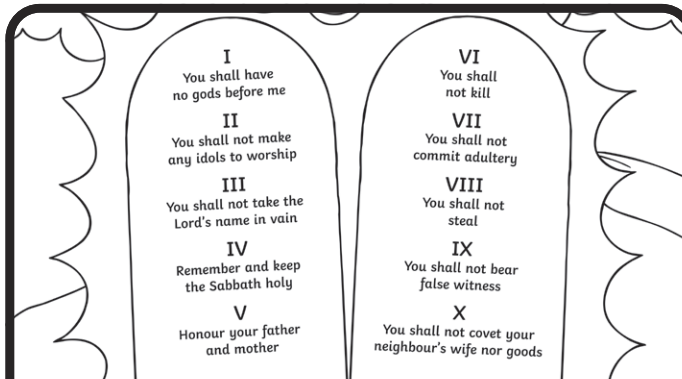 I
You shall have
no gods before me
II
You shall not make
any idols to worship
III
You shall not take the
Lord's name in vain
IV
Remember and keep
the Sabbath holy
V
Honour your father
and mother
VI
You shall
not kill
VII
You shall not
commit adultery
VIII
You shall not
steal
IX
You shall not bear
false witness
X
You shall not covet your
neighbour's wife nor goods